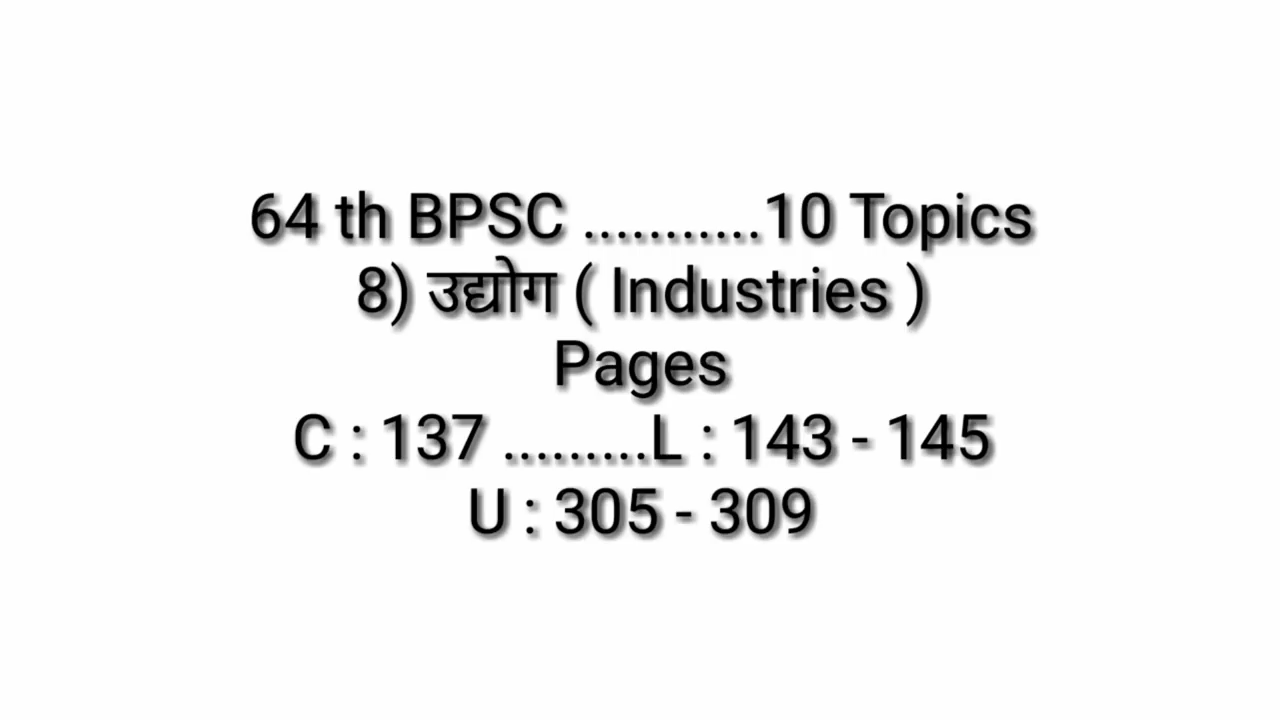 64 th BPSC ...........10 Topics
8) उद्योग ( Industries )
Pages
C : 137 .........L : 143 - 145
U : 305 - 309